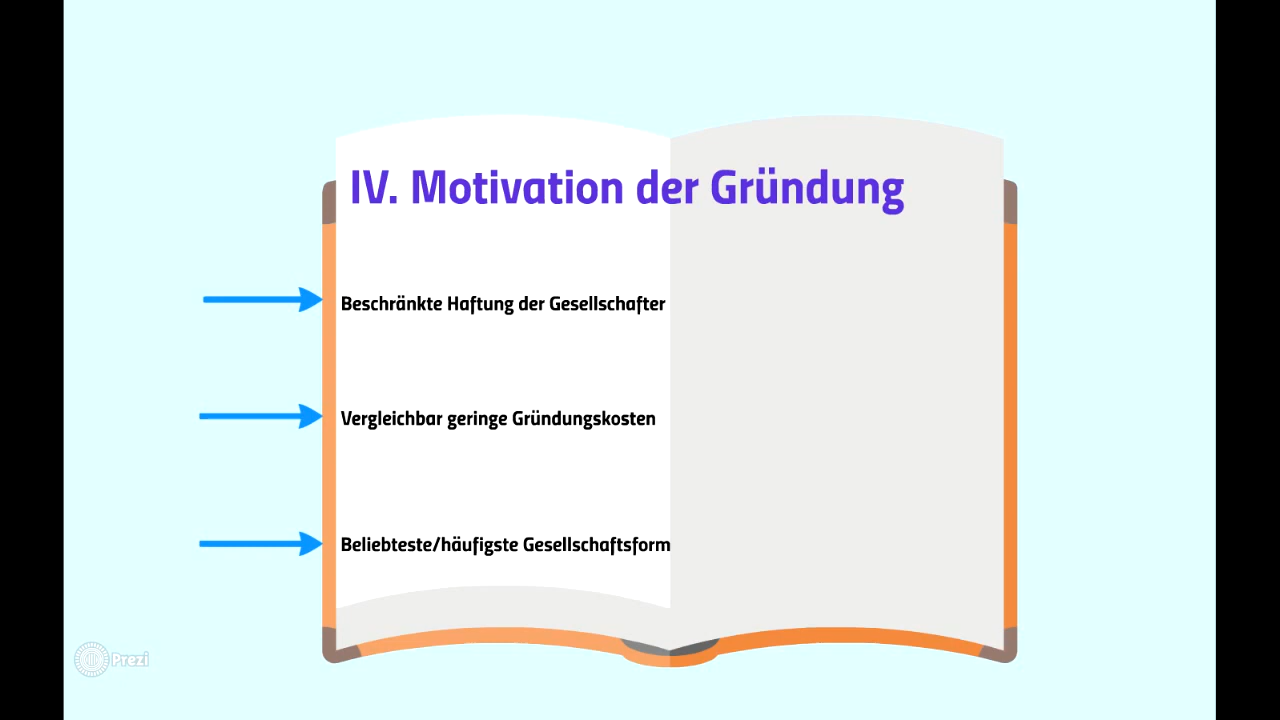 IV. Motivation der Gründung
Beschränkte Haftung der Gesellschafter
Vergleichbar geringe Gründungskosten
Beliebteste/häufigste Gesellschaftsform
Prezi